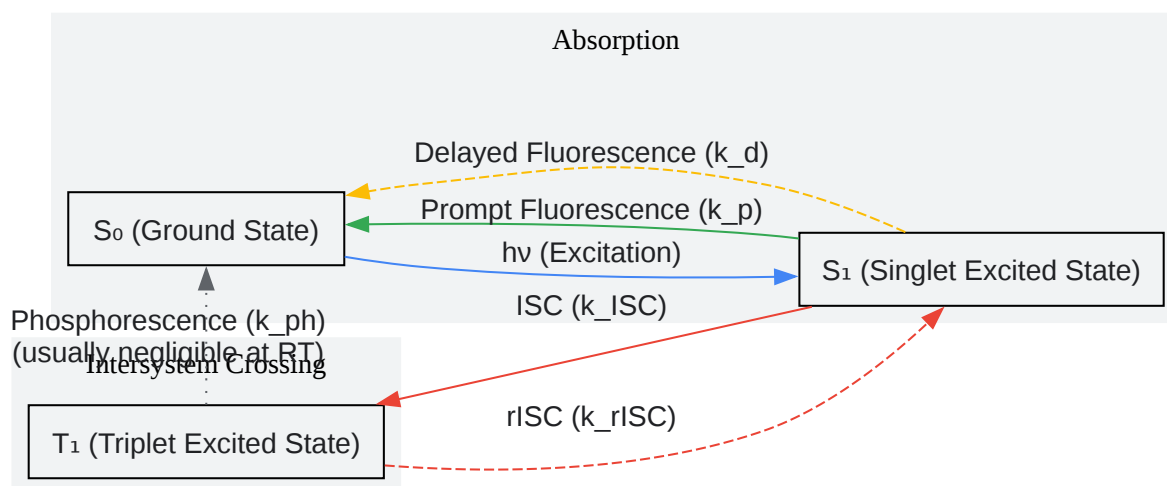 Absorption
Delayed Fluorescence (k_d)
Prompt Fluorescence (k_p)
S₀ (Ground State)
hν (Excitation)
S₁ (Singlet Excited State)
ISC (k_ISC)
Phosphorescence (k_ph)
(usually negligible at RT)
Intersystem Crossing
rISC (k_rISC)
T₁ (Triplet Excited State)